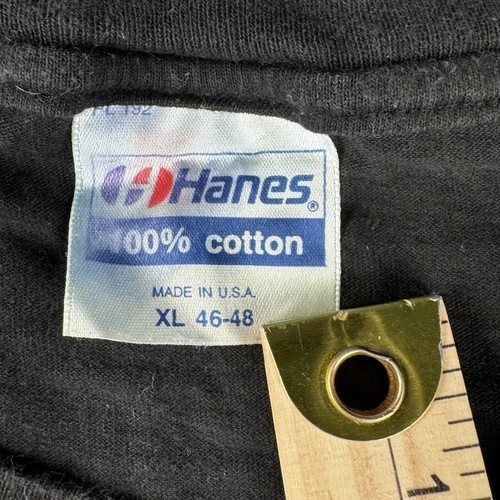 Hanes®
100% cotton
MADE IN U.S.A.
XL 46-48
1